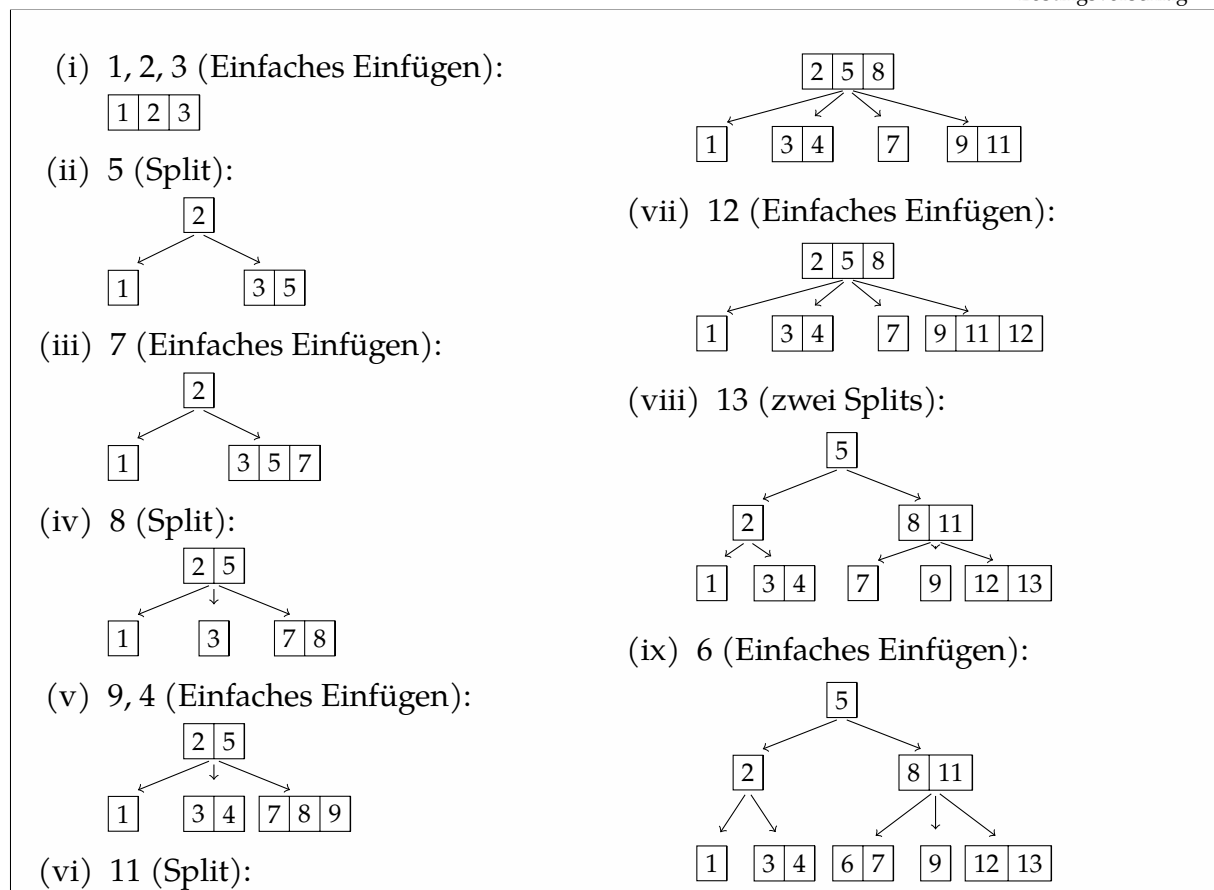 (i) 1, 2, 3 (Einfaches Einfügen):
1 2 3
(ii) 5 (Split):
2
1 3 5
(iii) 7 (Einfaches Einfügen):
2
1 3 5 7
(iv) 8 (Split):
2 5
1 3 7 8
(v) 9, 4 (Einfaches Einfügen):
2 5
1 3 4 7 8 9
(vi) 11 (Split):
2 5 8
1 3 4 7 9 11
(vii) 12 (Einfaches Einfügen):
2 5 8
1 3 4 7 9 11 12
(viii) 13 (zwei Splits):
5
2 8 11
1 3 4 7 9 12 13
(ix) 6 (Einfaches Einfügen):
5
2 8 11
1 3 4 6 7 9 12 13